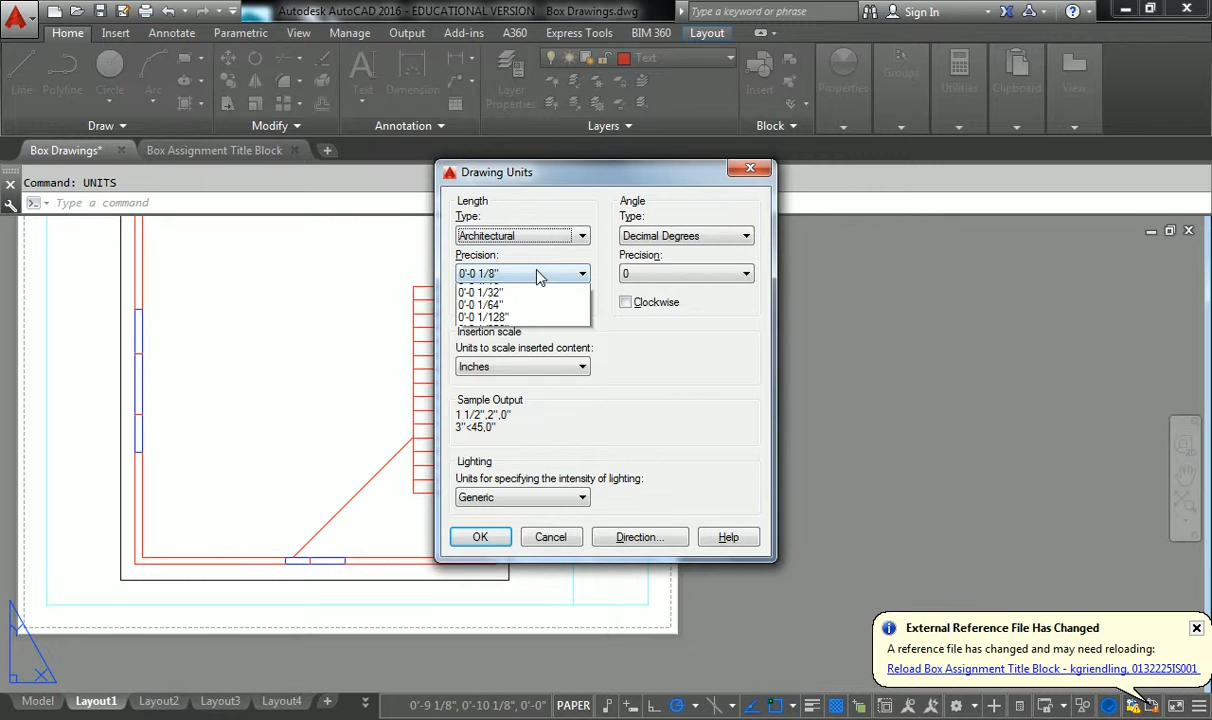 Autodesk AutoCAD 2016 - EDUCATIONAL VERSION Box Drawings.dwg
Type a keyword or phrase
Sign In
Home Insert Annotate Parametric View Manage Output Add-ins A360 Express Tools BIM 360 Layout
Text
Line Polyline Circle Arc Text Dimension Layer Properties Insert Properties Groups Utilities Clipboard View
Draw Modify Annotation Layers Block
Box Drawings* Box Assignment Title Block
Command: UNITS
Type a command
Drawing Units
Length
Type:
Architectural
Precision:
0'-0 1/8"
0'-0 1/32"
0'-0 1/64"
0'-0 1/128"
Angle
Type:
Decimal Degrees
Precision:
0
Clockwise
Insertion scale
Units to scale inserted content:
Inches
Sample Output
1 1/2",2",0"
3"<45,0"
Lighting
Units for specifying the intensity of lighting:
Generic
OK Cancel Direction... Help
External Reference File Has Changed
A reference file has changed and may need reloading:
Reload Box Assignment Title Block - kgriendling, 0132225IS001
Model Layout1 Layout2 Layout3 Layout4
0'-9 1/8", 0'-10 1/8", 0'-0" PAPER